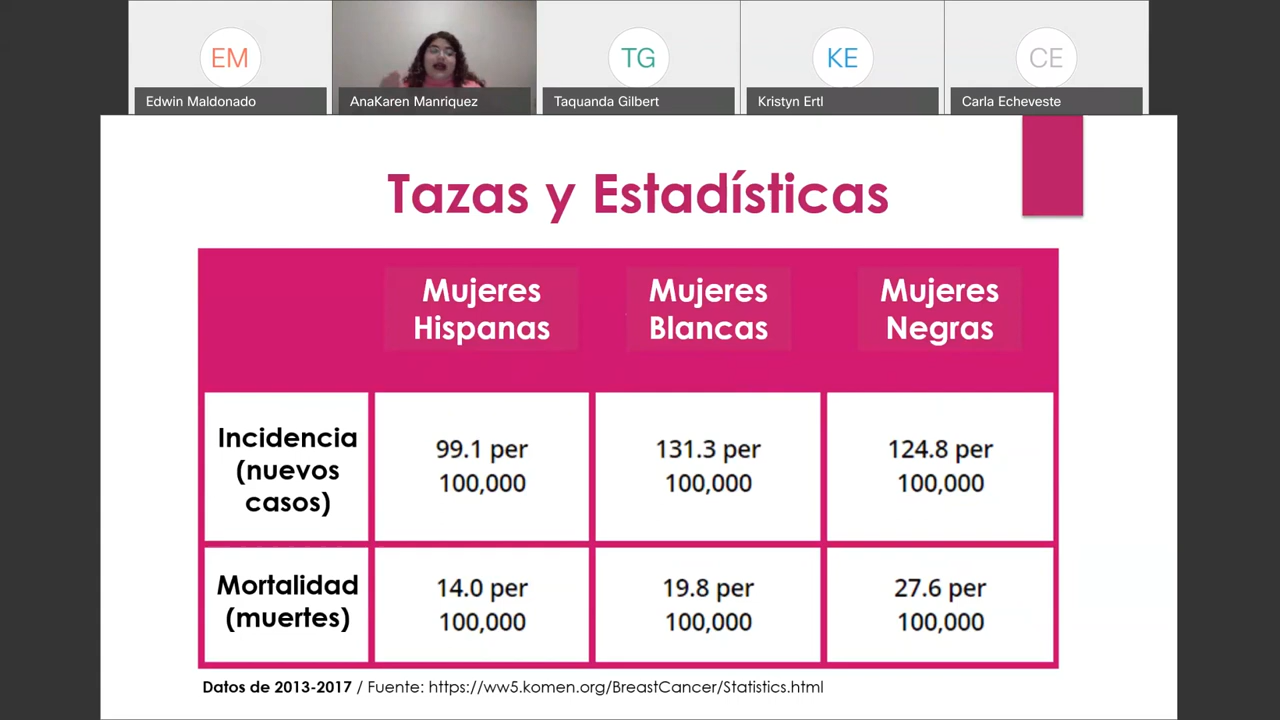 EM
TG
KE
CE
Edwin Maldonado
AnaKaren Manriquez
Taquanda Gilbert
Kristyn Ertl
Carla Echeveste
Tazas y Estadísticas
Mujeres
Hispanas
Mujeres
Blancas
Mujeres
Negras
Incidencia
(nuevos
casos)
99.1 per
100,000
131.3 per
100,000
124.8 per
100,000
Mortalidad
(muertes)
14.0 per
100,000
19.8 per
100,000
27.6 per
100,000
Datos de 2013-2017 / Fuente: https://ww5.komen.org/BreastCancer/Statistics.html